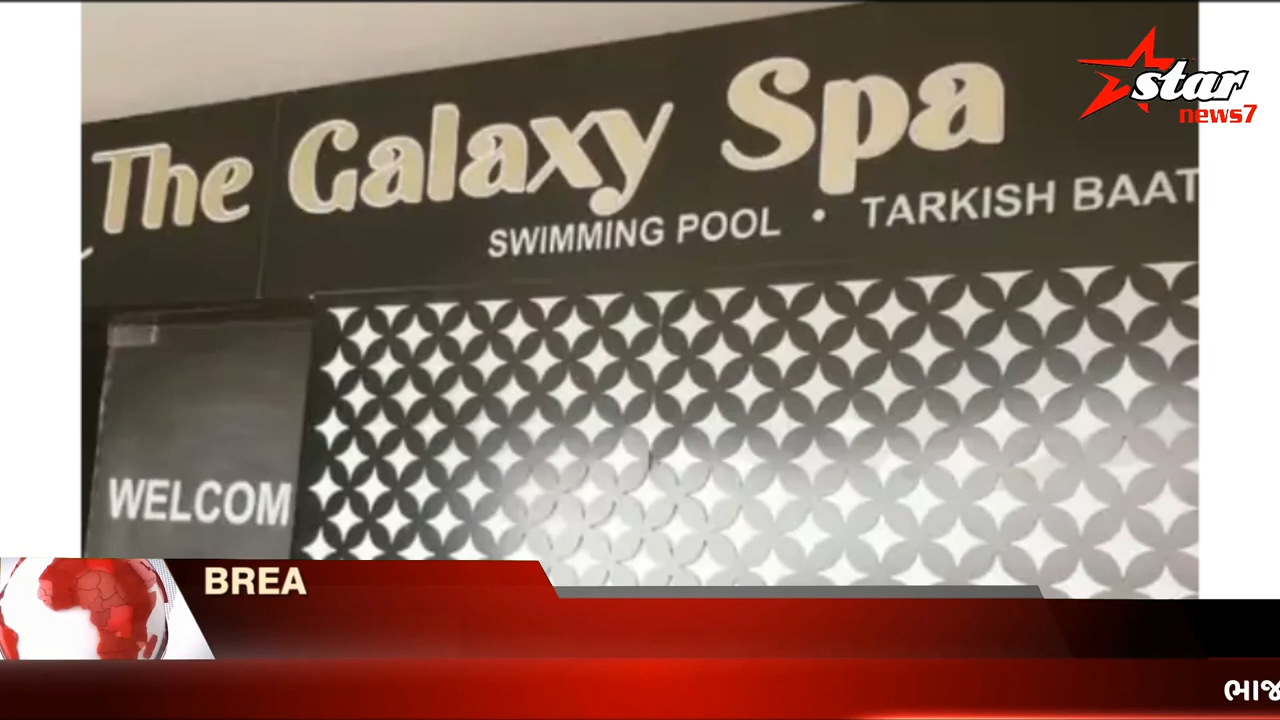 The Galaxy Spa
SWIMMING POOL • TARKISH BAAT
WELCOM
star
news7
BREA
ભાજ